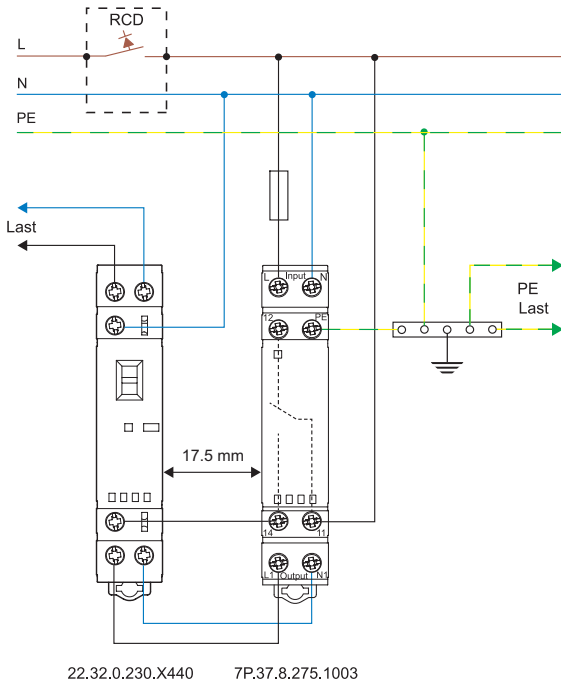 RCD
L
N
PE
Last
L Input N
12 PE
PE
Last
17.5 mm
14 11
L1 Output N1
22.32.0.230.X440 7P.37.8.275.1003